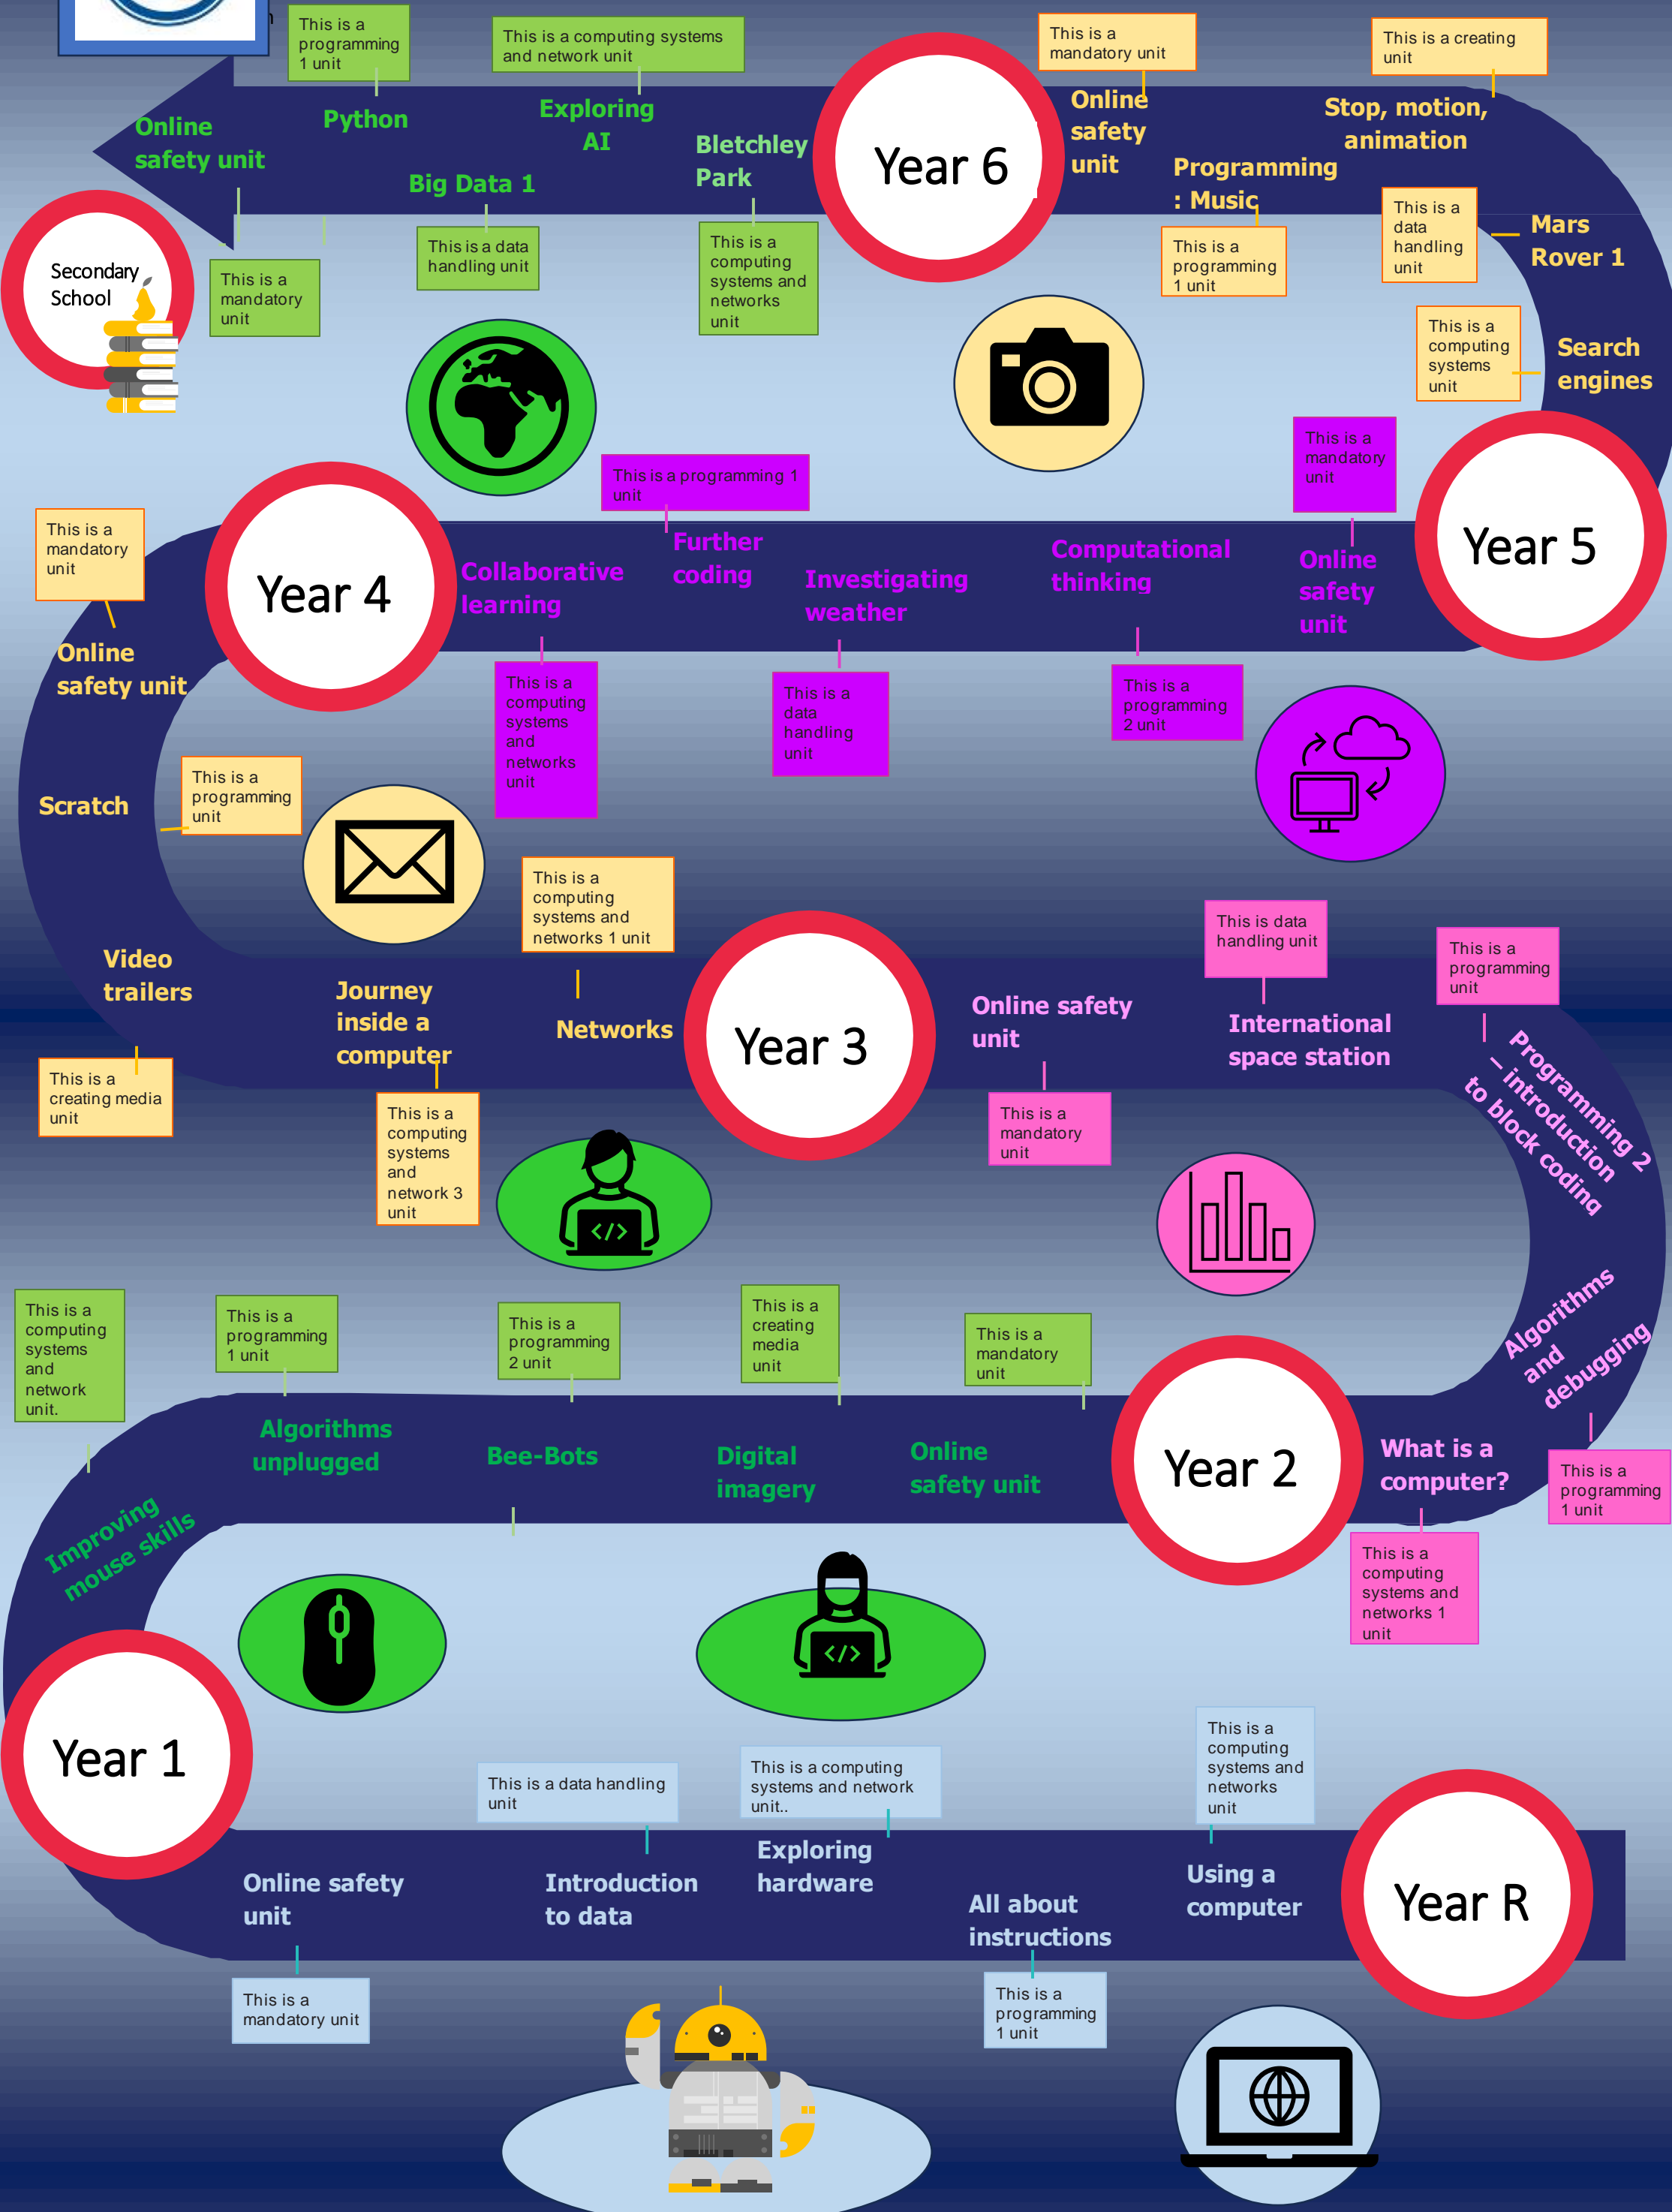 This is a
programming
1 unit
This is a computing systems
and network unit
This is a
mandatory unit
This is a creating
unit
Online
safety unit
Python
Exploring
AI
Big Data 1
Bletchley
Park
Year 6
Online
safety
unit
Programming
: Music
Stop, motion,
animation
Secondary
School
This is a
mandatory
unit
This is a data
handling unit
This is a
computing
systems and
networks
unit
This is a
programming
1 unit
This is a
data
handling
unit
Mars
Rover 1
This is a
computing
systems
unit
Search
engines
This is a
mandatory
unit
This is a programming 1
unit
This is a
mandatory
unit
Year 4
Collaborative
learning
Further
coding
Investigating
weather
Computational
thinking
Online
safety
unit
Year 5
Online
safety unit
This is a
computing
systems
and
networks
unit
This is a
data
handling
unit
This is a
programming
2 unit
Scratch
This is a
programming
unit
This is a
computing
systems and
networks 1 unit
This is data
handling unit
This is a
programming
unit
Video
trailers
Journey
inside a
computer
Networks
Year 3
Online safety
unit
International
space station
Programming 2
– introduction
to block coding
This is a
creating media
unit
This is a
computing
systems
and
network 3
unit
This is a
mandatory
unit
</>
Algorithms
and
debugging
This is a
computing
systems
and
network
unit.
This is a
programming
1 unit
This is a
programming
2 unit
This is a
creating
media
unit
This is a
mandatory
unit
Algorithms
unplugged
Bee-Bots
Digital
imagery
Online
safety unit
Year 2
What is a
computer?
This is a
programming
1 unit
Improving
mouse skills
This is a
computing
systems and
networks 1
unit
</>
Year 1
This is a data handling
unit
This is a computing
systems and network
unit..
This is a
computing
systems and
networks
unit
Online safety
unit
Introduction
to data
Exploring
hardware
All about
instructions
Using a
computer
Year R
This is a
mandatory unit
This is a
programming
1 unit